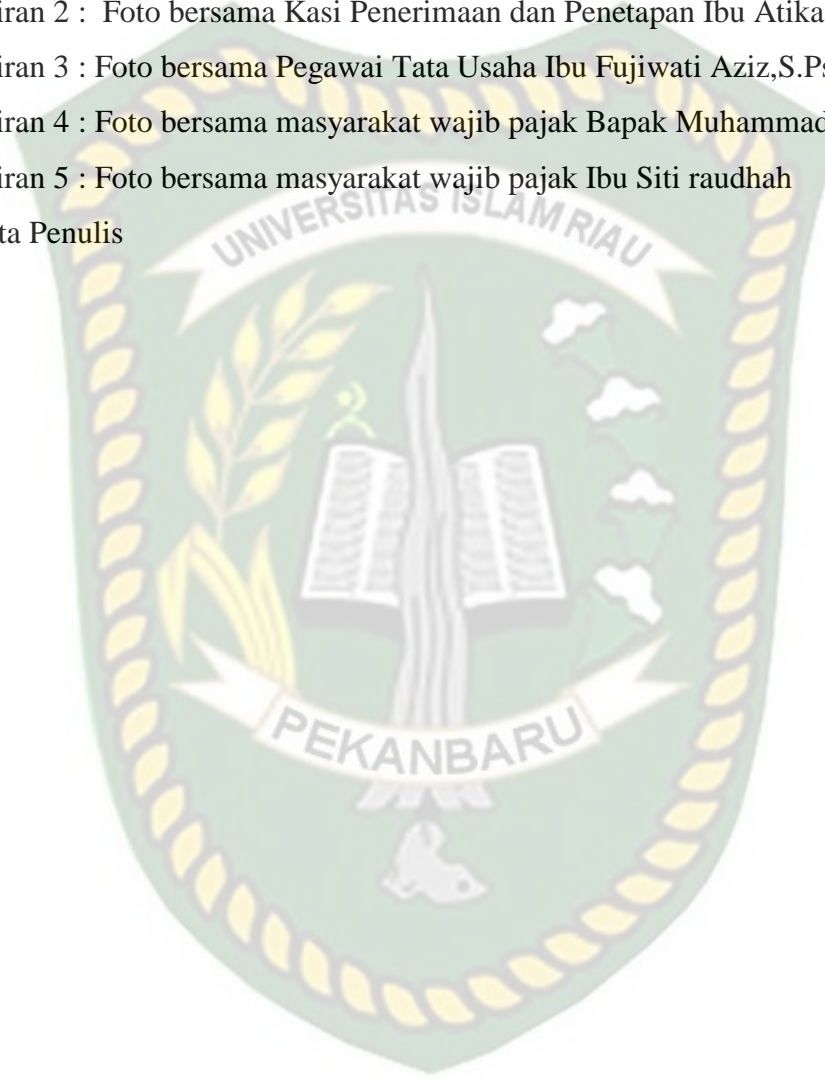 iran 2 : Foto bersama Kasi Penerimaan dan Penetapan Ibu Atika
iran 3 : Foto bersama Pegawai Tata Usaha Ibu Fujiwati Aziz,S.Ps
iran 4 : Foto bersama masyarakat wajib pajak Bapak Muhammad
iran 5 : Foto bersama masyarakat wajib pajak Ibu Siti raudhah
ta Penulis
UNIVERSITAS ISLAM RIAU
PEKANBARU